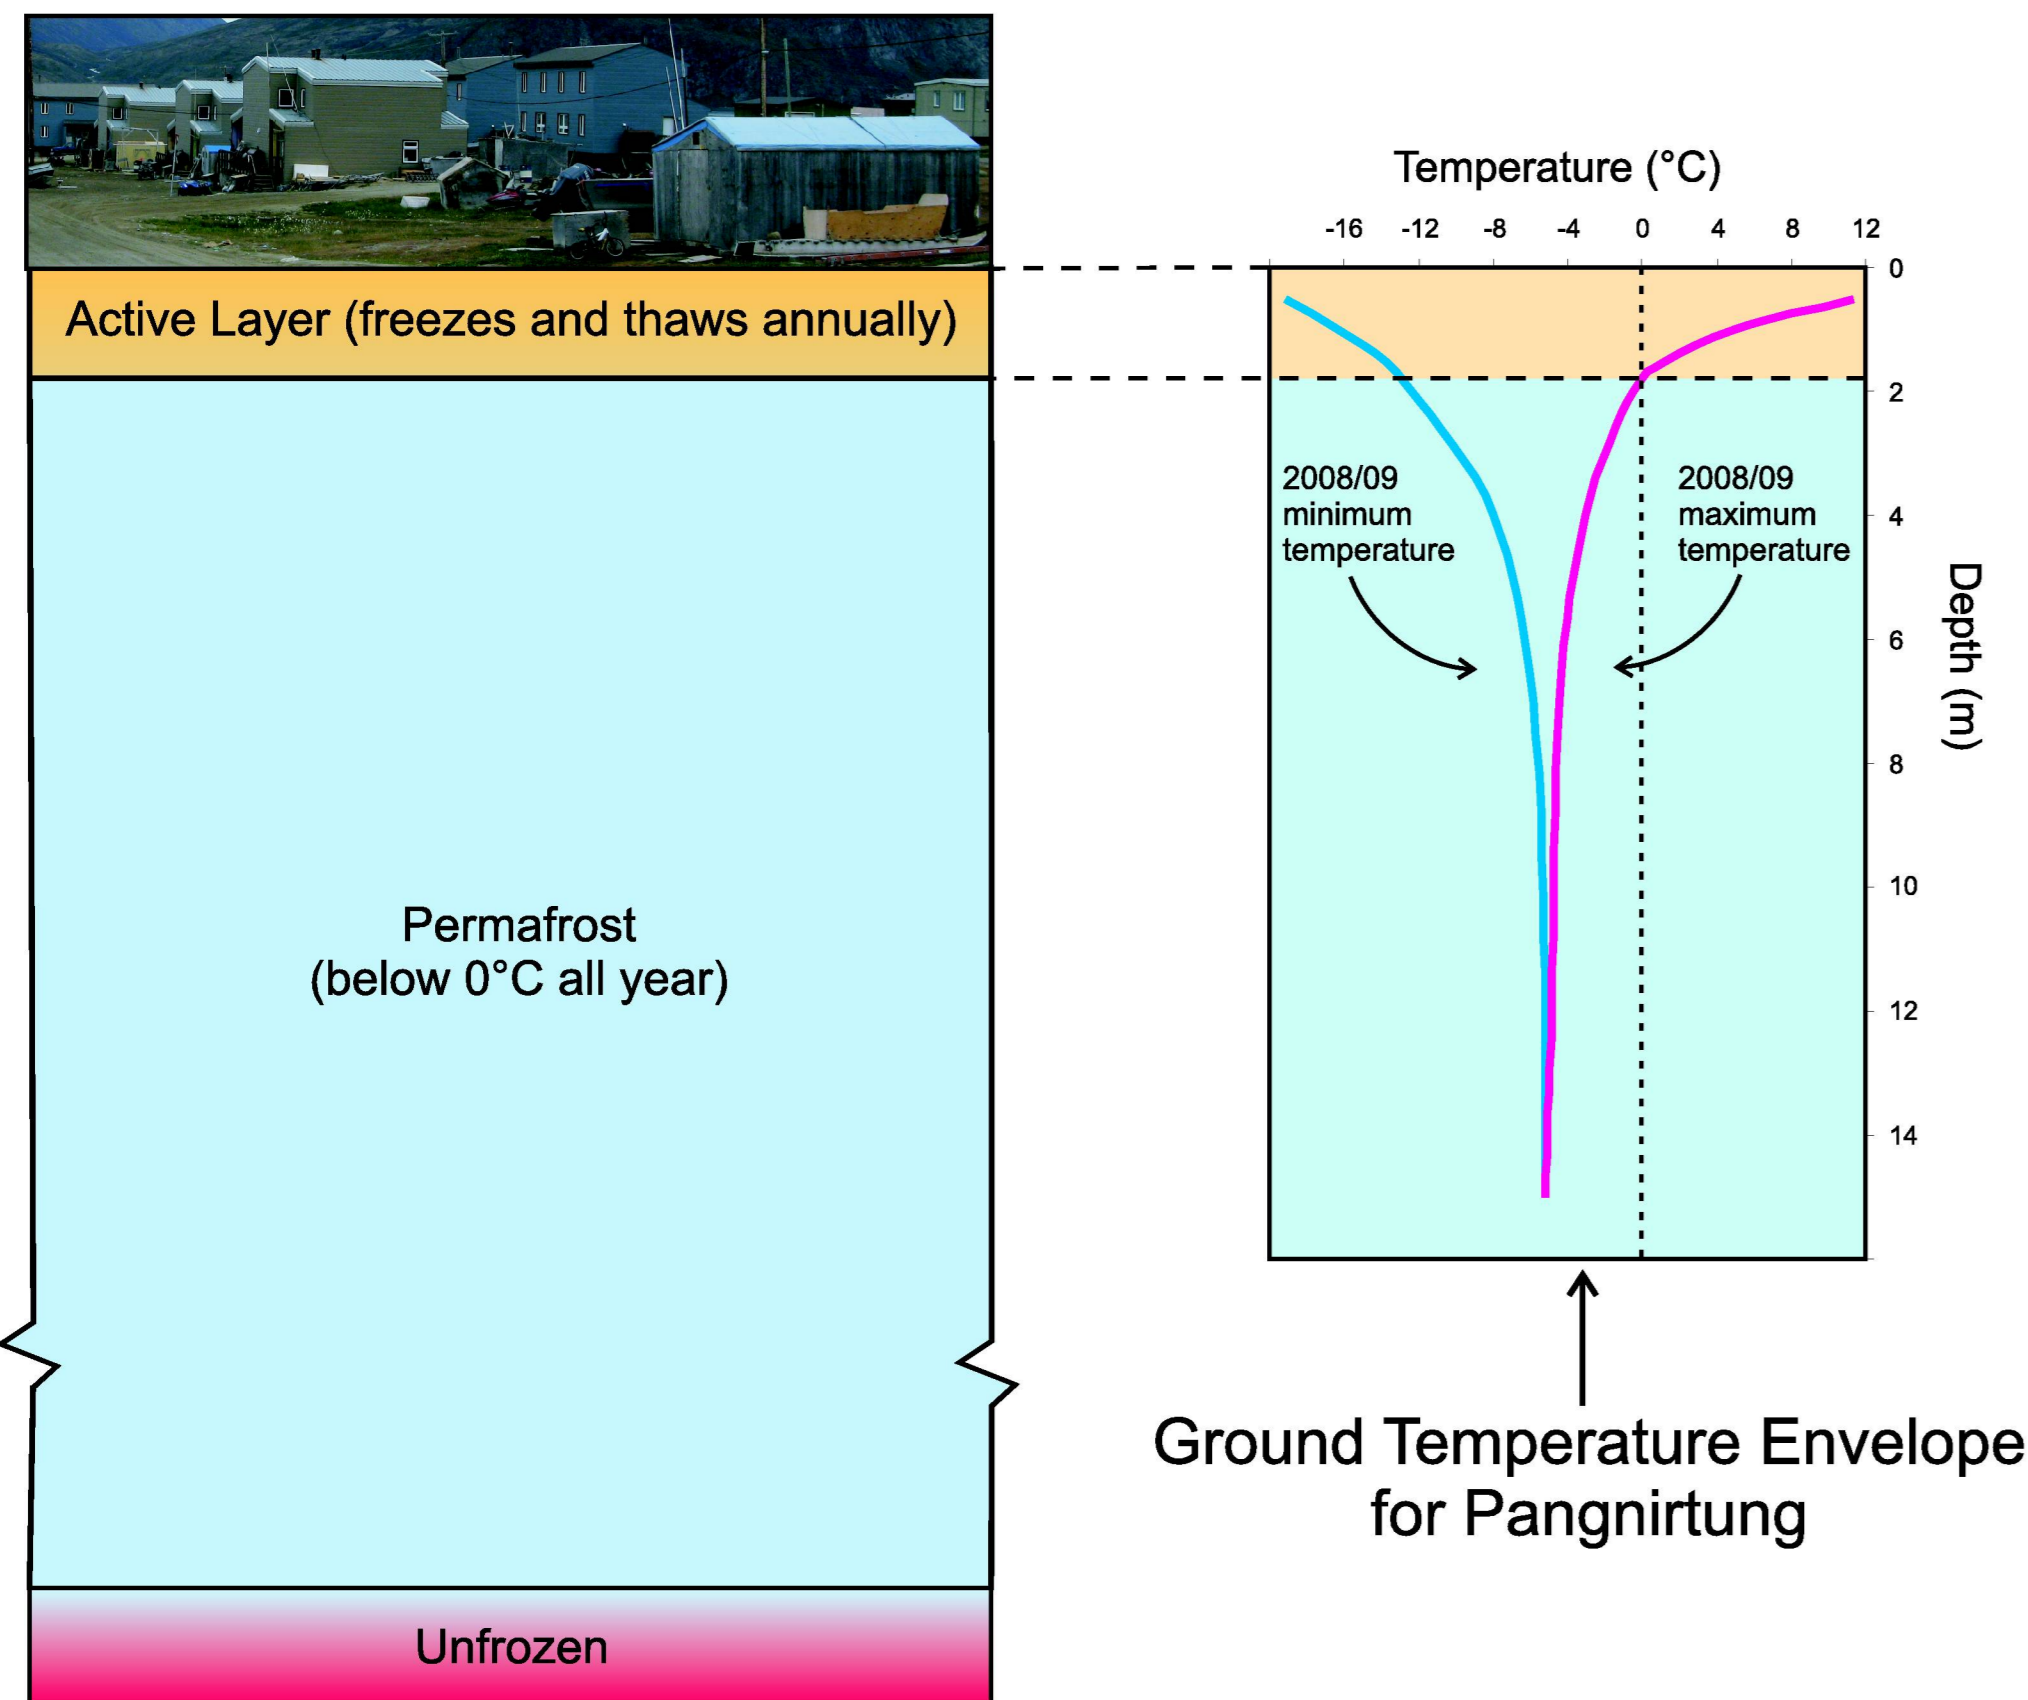 Active Layer (freezes and thaws annually)
Permafrost
(below 0°C all year)
Unfrozen
Temperature (°C)
-16 -12 -8 -4 0 4 8 12
0
2
4
6
8
10
12
14
Depth (m)
2008/09
minimum
temperature
2008/09
maximum
temperature
Ground Temperature Envelope
for Pangnirtung